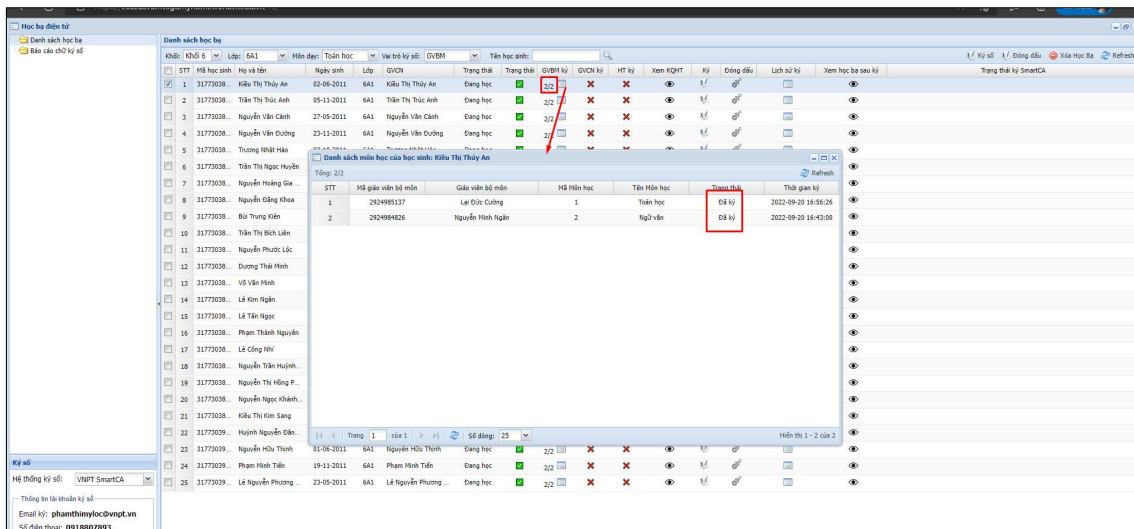 Học bạ điện tử
Danh sách học bạ
Báo cáo chữ ký số
Danh sách học bạ
Khối: Khối 6 Lớp: 6A1 Môn dạy: Toán học Vai trò ký số: GVBM Tên học sinh:
Ký số Đóng dấu Xóa Học Bạ Refresh
STT Mã học sinh Họ và tên Ngày sinh Lớp GVCN Trạng thái Trạng thái GVBM ký GVCN ký HT ký Xem KQHT Ký Đóng dấu Lịch sử ký Xem học bạ sau ký Trạng thái ký SmartCA
1 31773038... Kiều Thị Thúy An 02-06-2011 6A1 Kiều Thị Thúy An Đang học 2/2
2 31773038... Trần Thị Trúc Anh 05-11-2011 6A1 Trần Thị Trúc Anh Đang học 2/2
3 31773038... Nguyễn Văn Cảnh 27-05-2011 6A1 Nguyễn Văn Cảnh Đang học 2/2
4 31773038... Nguyễn Văn Đường 23-11-2011 6A1 Nguyễn Văn Đường Đang học 2/2
5 31773038... Trương Nhật Hào
6 31773038... Trần Thị Ngọc Huyền
7 31773038... Nguyễn Hoàng Gia ...
8 31773038... Nguyễn Đăng Khoa
9 31773038... Bùi Trung Kiên
10 31773038... Trần Thị Bích Liên
11 31773038... Nguyễn Phước Lộc
12 31773038... Dương Thái Minh
13 31773038... Võ Văn Minh
14 31773038... Lê Kim Ngân
15 31773038... Lê Tấn Ngọc
16 31773038... Phạm Thành Nguyên
17 31773038... Lê Công Nhí
18 31773038... Nguyễn Trần Huỳnh...
19 31773038... Nguyễn Thị Hồng P...
20 31773038... Nguyễn Ngọc Khánh...
21 31773038... Kiều Thị Kim Sang
22 31773039... Huỳnh Nguyễn Đăn...
23 31773039... Nguyễn Hữu Thịnh 01-06-2011 6A1 Nguyễn Hữu Thịnh Đang học 2/2
24 31773039... Phạm Minh Tiến 19-11-2011 6A1 Phạm Minh Tiến Đang học 2/2
25 31773039... Lê Nguyễn Phương ... 23-05-2011 6A1 Lê Nguyễn Phương ... Đang học 2/2
Danh sách môn học của học sinh: Kiều Thị Thúy An
Tổng: 2/2 Refresh
STT Mã giáo viên bộ môn Giáo viên bộ môn Mã Môn học Tên Môn học Trạng thái Thời gian ký
1 2924985137 Lại Đức Cường 1 Toán học Đã ký 2022-09-20 16:56:26
2 2924984826 Nguyễn Minh Ngân 2 Ngữ văn Đã ký 2022-09-20 16:43:00
Trang 1 của 1 Số dòng: 25 Hiển thị 1 - 2 của 2
Ký số
Hệ thống ký số: VNPT SmartCA
Thông tin tài khoản ký số
Email ký: phamthimyloc@vnpt.vn
Số điện thoại: 0918807893